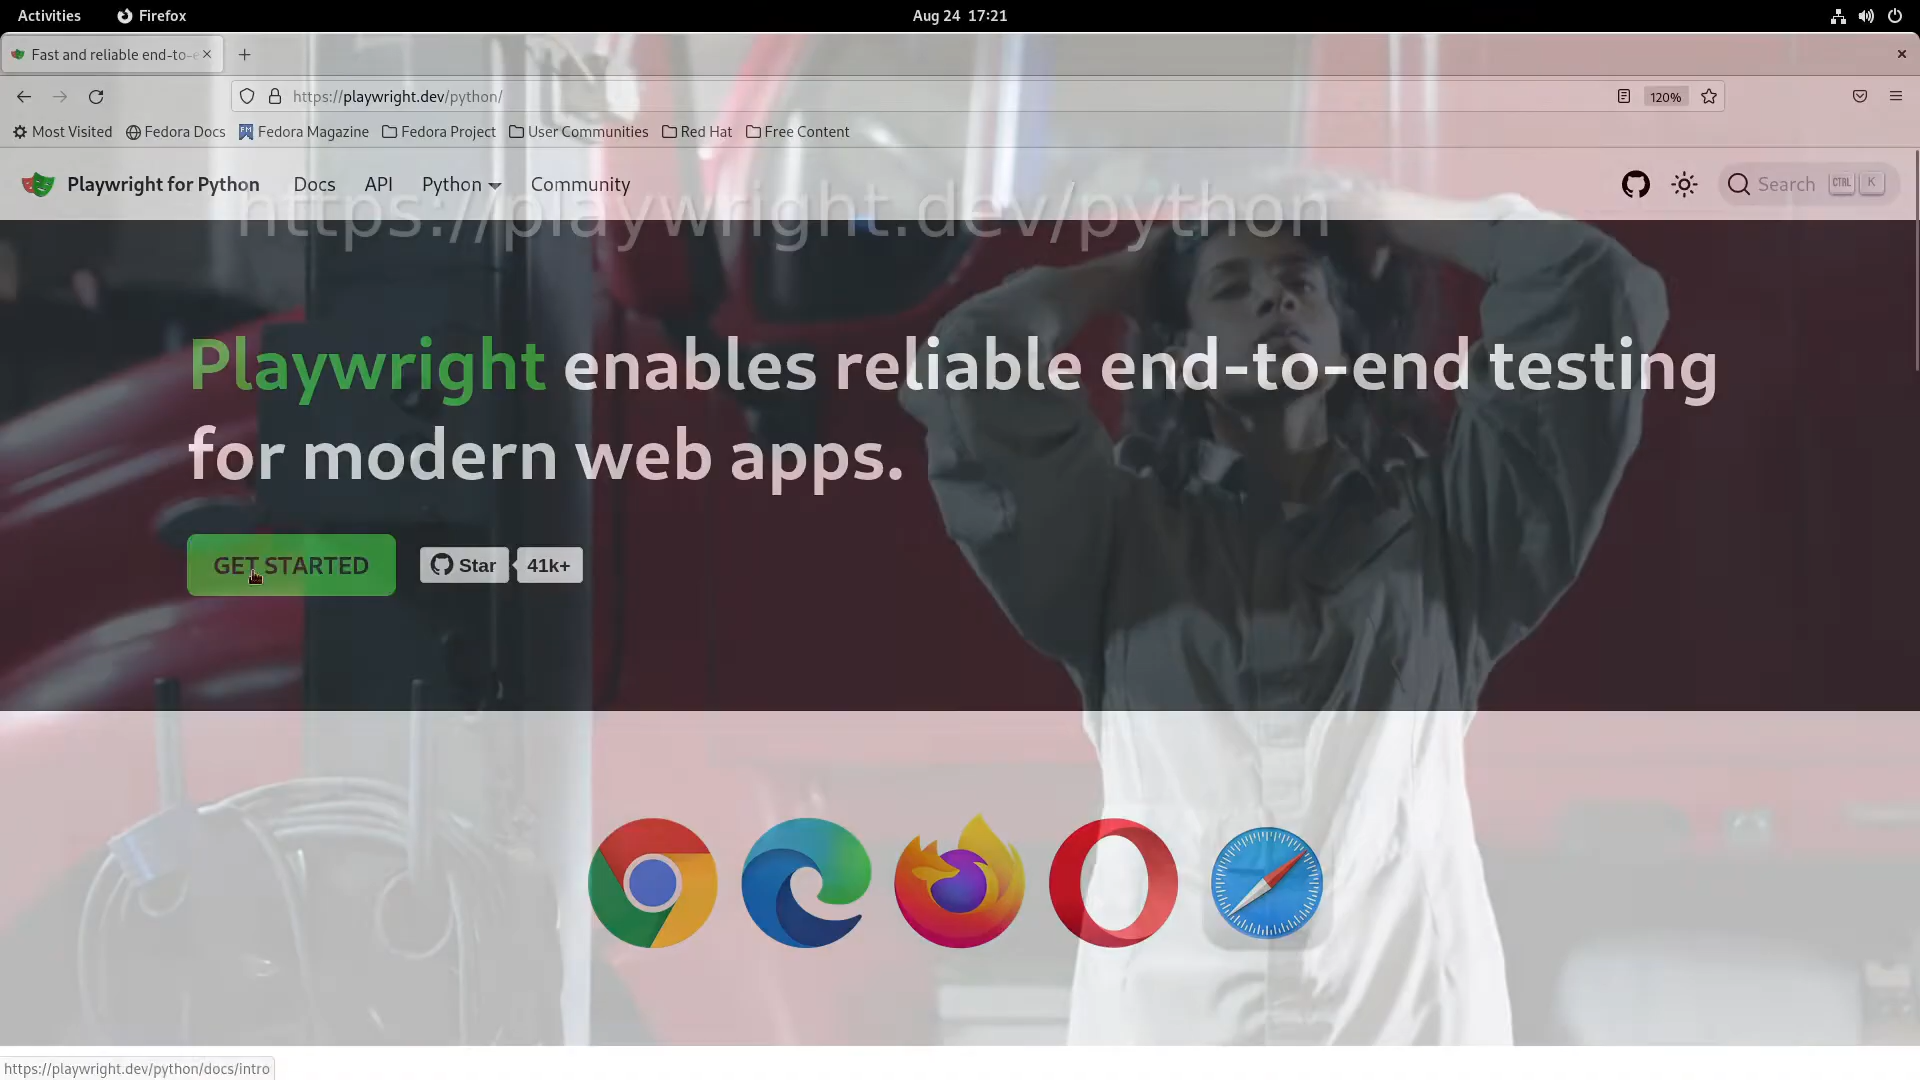 Activities Firefox Aug 24 17:21
Fast and reliable end-to-e
https://playwright.dev/python/ 120%
Most Visited Fedora Docs Fedora Magazine Fedora Project User Communities Red Hat Free Content
Playwright for Python Docs API Python Community Search CTRL K
https://playwright.dev/python
Playwright enables reliable end-to-end testing
for modern web apps.
GET STARTED Star 41k+
https://playwright.dev/python/docs/intro